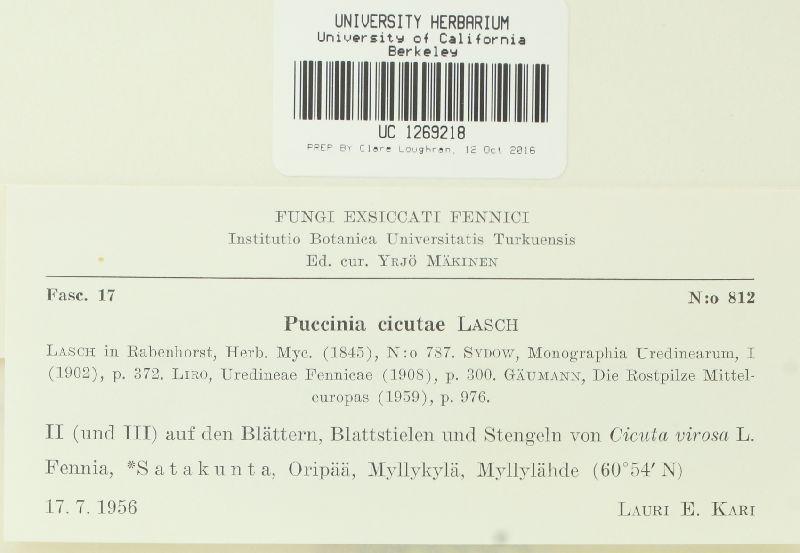 UNIVERSITY HERBARIUM
University of California
Berkeley
UC 1269218
PREP BY Clare Loughran, 12 Oct 2016
FUNGI EXSICCATI FENNICI
Institutio Botanica Universitatis Turkuensis
Ed. cur. YRJÖ MÄKINEN
Fasc. 17 N:o 812
Puccinia cicutae LASCH
LASCH in Rabenhorst, Herb. Myc. (1845), N:o 787. SYDOW, Monographia Uredinearum, I
(1902), p. 372. LIRO, Uredineae Fennicae (1908), p. 300. GÄUMANN, Die Rostpilze Mittel-
europas (1959), p. 976.
II (und III) auf den Blättern, Blattstielen und Stengeln von Cicuta virosa L.
Fennia, *Satakunta, Oripää, Myllykylä, Myllylähde (60°54′ N)
17. 7. 1956 LAURI E. KARI